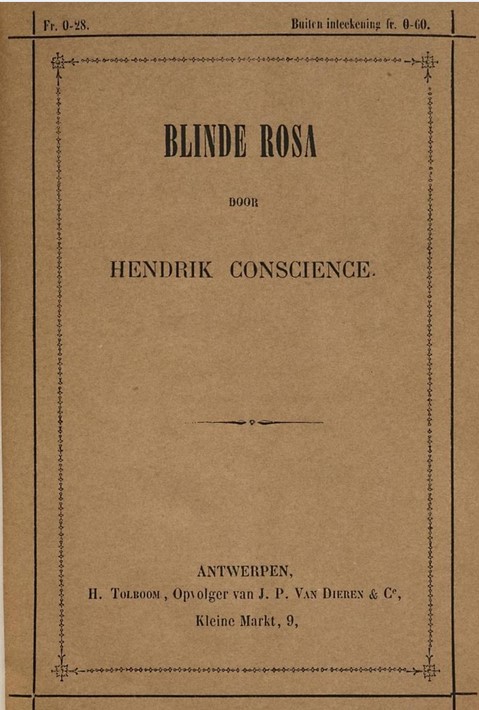 Fr. 0-28.
Buiten inteekening fr. 0-60.
BLINDE ROSA
DOOR
HENDRIK CONSCIENCE.
ANTWERPEN,
H. TOLBOOM, Opvolger van J. P. VAN DIEREN & Cᵉ,
Kleine Markt, 9,